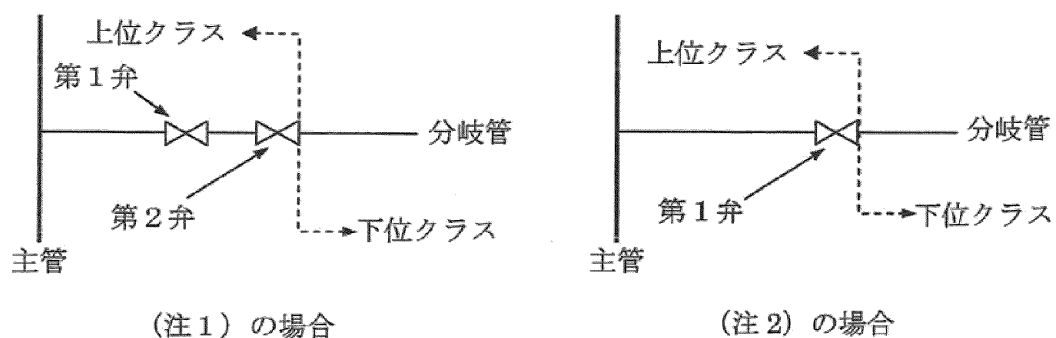 上位クラス
第1弁
分岐管
第2弁
下位クラス
主管
(注1)の場合
上位クラス
分岐管
第1弁
下位クラス
主管
(注2)の場合